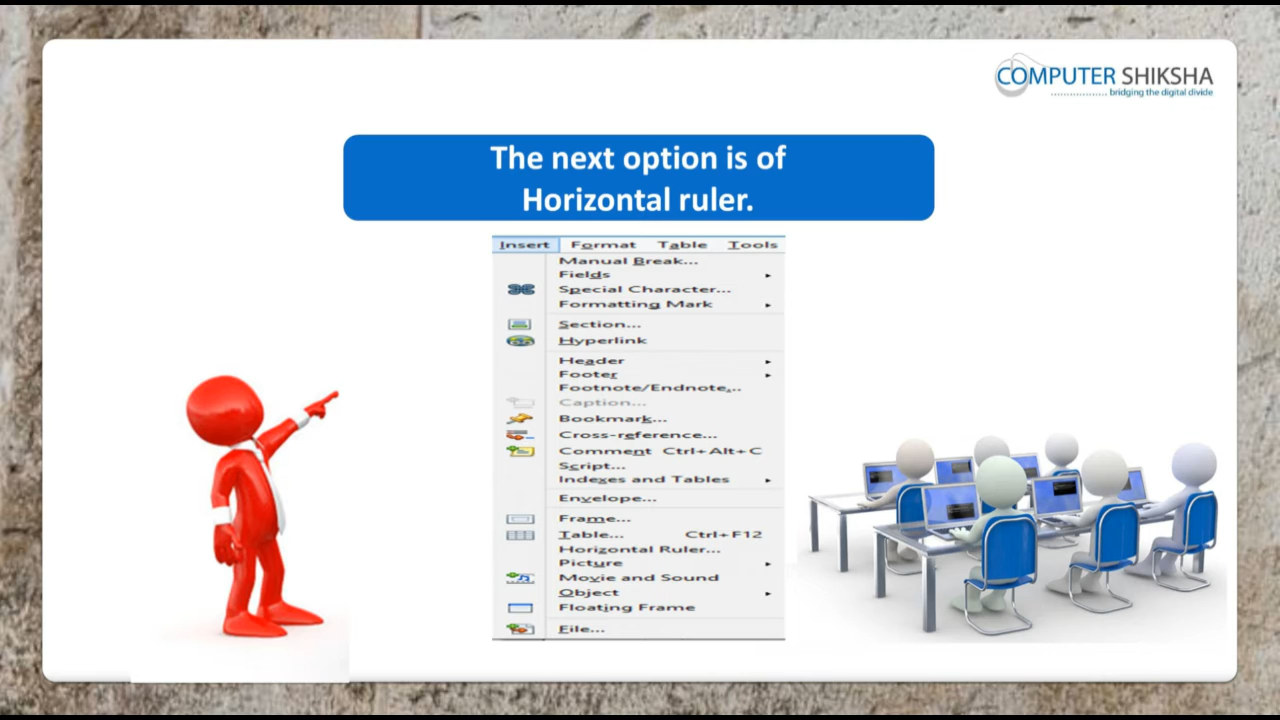 COMPUTER SHIKSHA
bridging the digital divide
The next option is of
Horizontal ruler.
Insert Format Table Tools
Manual Break...
Fields
Special Character...
Formatting Mark
Section...
Hyperlink
Header
Footer
Footnote/Endnote...
Caption...
Bookmark...
Cross-reference...
Comment Ctrl+Alt+C
Script...
Indexes and Tables
Envelope...
Frame...
Table... Ctrl+F12
Horizontal Ruler...
Picture
Movie and Sound
Object
Floating Frame
File...